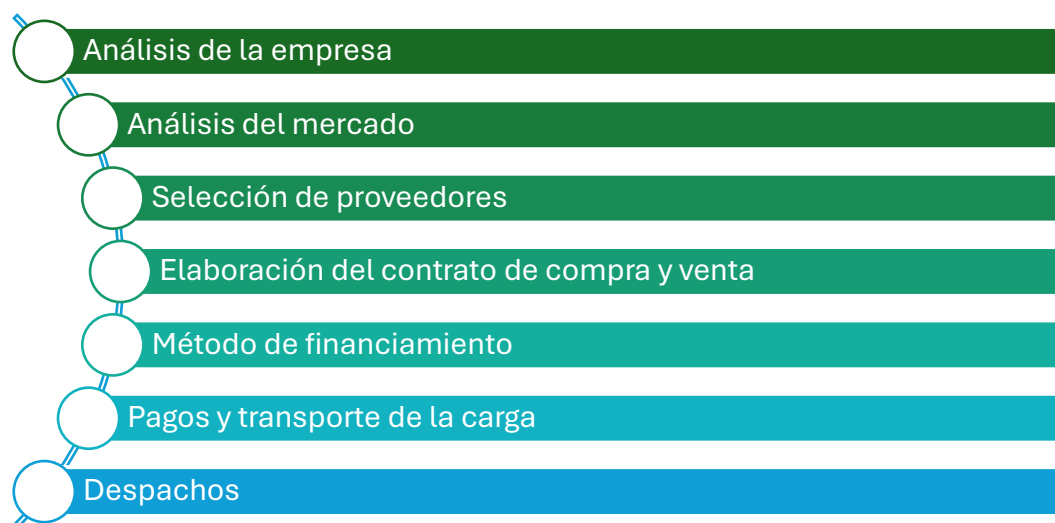 Análisis de la empresa
Análisis del mercado
Selección de proveedores
Elaboración del contrato de compra y venta
Método de financiamiento
Pagos y transporte de la carga
Despachos